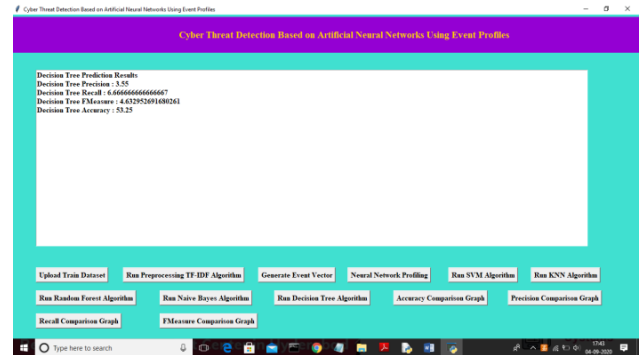 Cyber Threat Detection Based on Artificial Neural Networks Using Event Profiles
Cyber Threat Detection Based on Artificial Neural Networks Using Event Profiles
Decision Tree Prediction Results
Decision Tree Precision : 3.55
Decision Tree Recall : 6.666666666666667
Decision Tree FMeasure : 4.632952691680261
Decision Tree Accuracy : 53.25
Upload Train Dataset Run Preprocessing TF-IDF Algorithm Generate Event Vector Neural Network Profiling Run SVM Algorithm Run KNN Algorithm
Run Random Forest Algorithm Run Naive Bayes Algorithm Run Decision Tree Algorithm Accuracy Comparison Graph Precision Comparison Graph
Recall Comparison Graph FMeasure Comparison Graph
Type here to search
17:43
04-09-2020